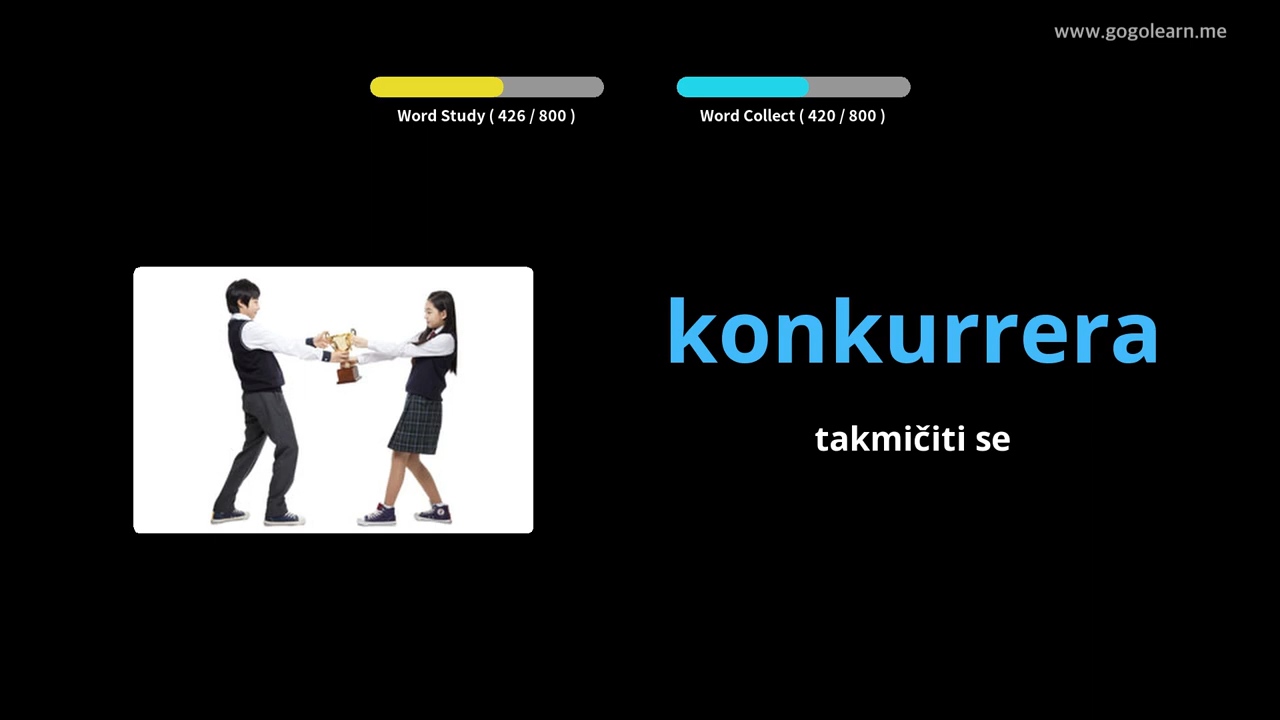 www.gogolearn.me
Word Study ( 426 / 800 )
Word Collect ( 420 / 800 )
konkurrera
takmičiti se